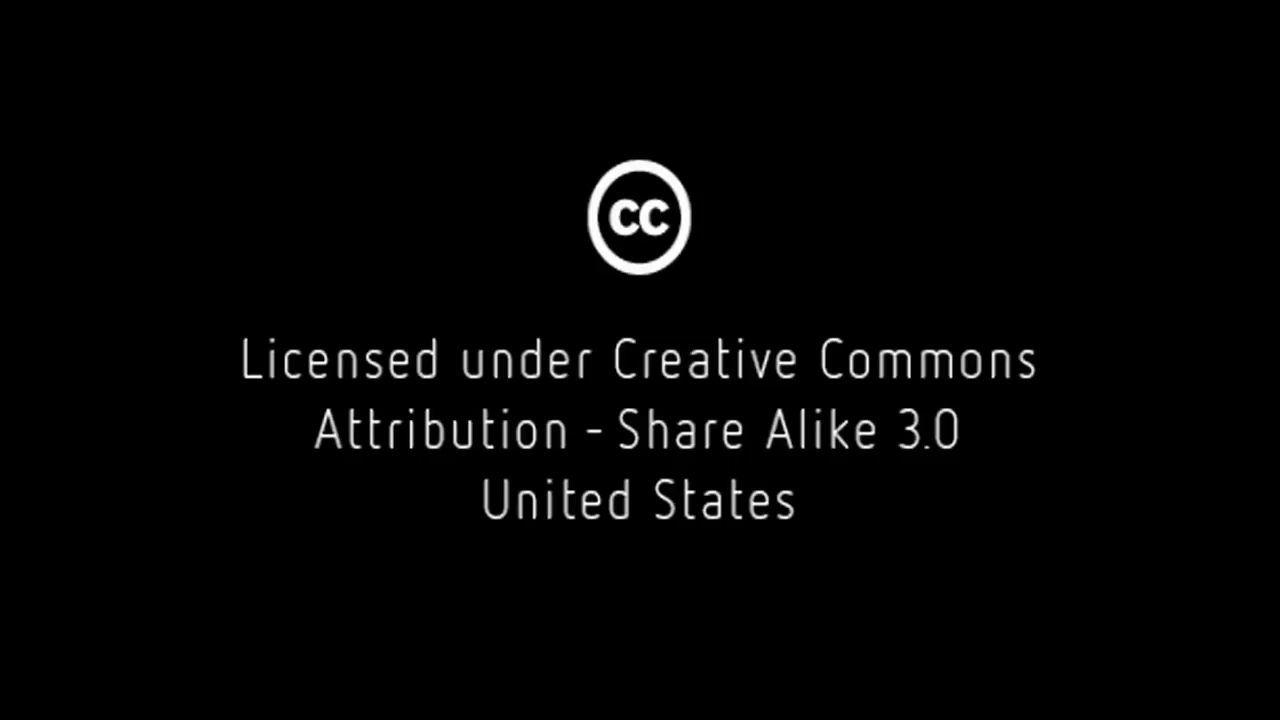 cc
Licensed under Creative Commons
Attribution - Share Alike 3.0
United States